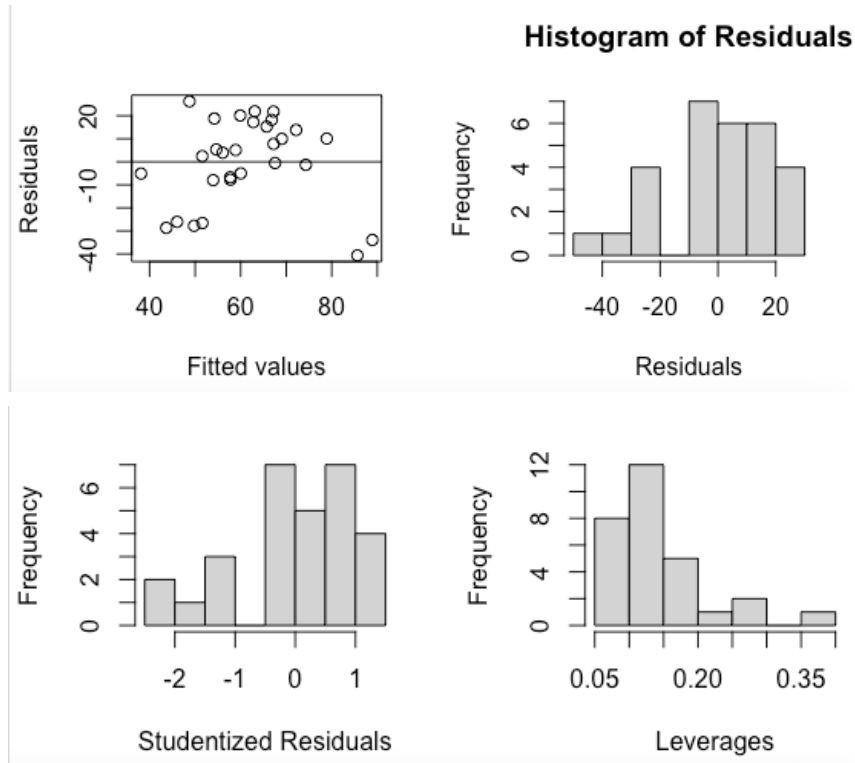 Histogram of Residuals
Residuals
20
-10
-40
40 60 80
Fitted values
Frequency
6
4
2
0
-40 -20 0 20
Residuals
Frequency
6
4
2
0
-2 -1 0 1
Studentized Residuals
Frequency
12
8
4
0
0.05 0.20 0.35
Leverages